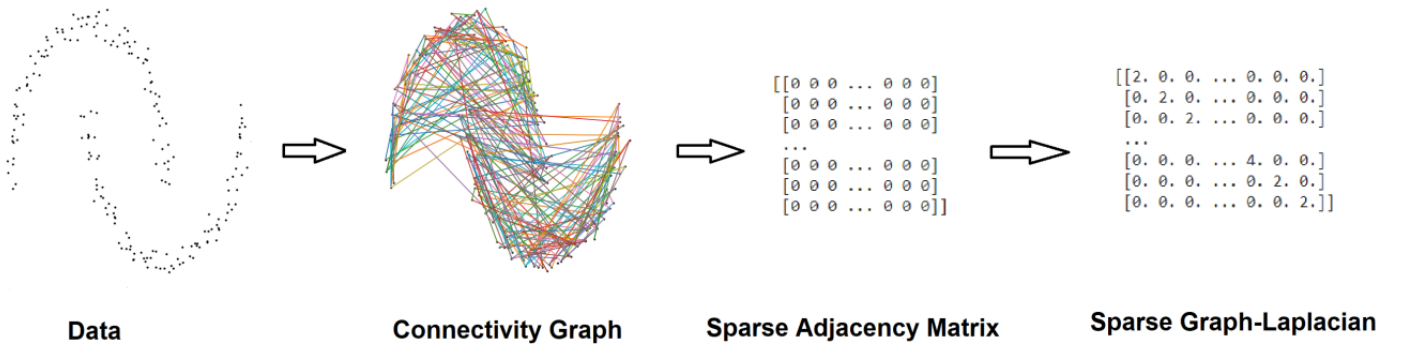 [[0 0 0 ... 0 0 0]
[0 0 0 ... 0 0 0]
[0 0 0 ... 0 0 0]
...
[0 0 0 ... 0 0 0]
[0 0 0 ... 0 0 0]
[0 0 0 ... 0 0 0]]
[[2. 0. 0. ... 0. 0. 0.]
[0. 2. 0. ... 0. 0. 0.]
[0. 0. 2. ... 0. 0. 0.]
...
[0. 0. 0. ... 4. 0. 0.]
[0. 0. 0. ... 0. 2. 0.]
[0. 0. 0. ... 0. 0. 2.]]
Data
Connectivity Graph
Sparse Adjacency Matrix
Sparse Graph-Laplacian